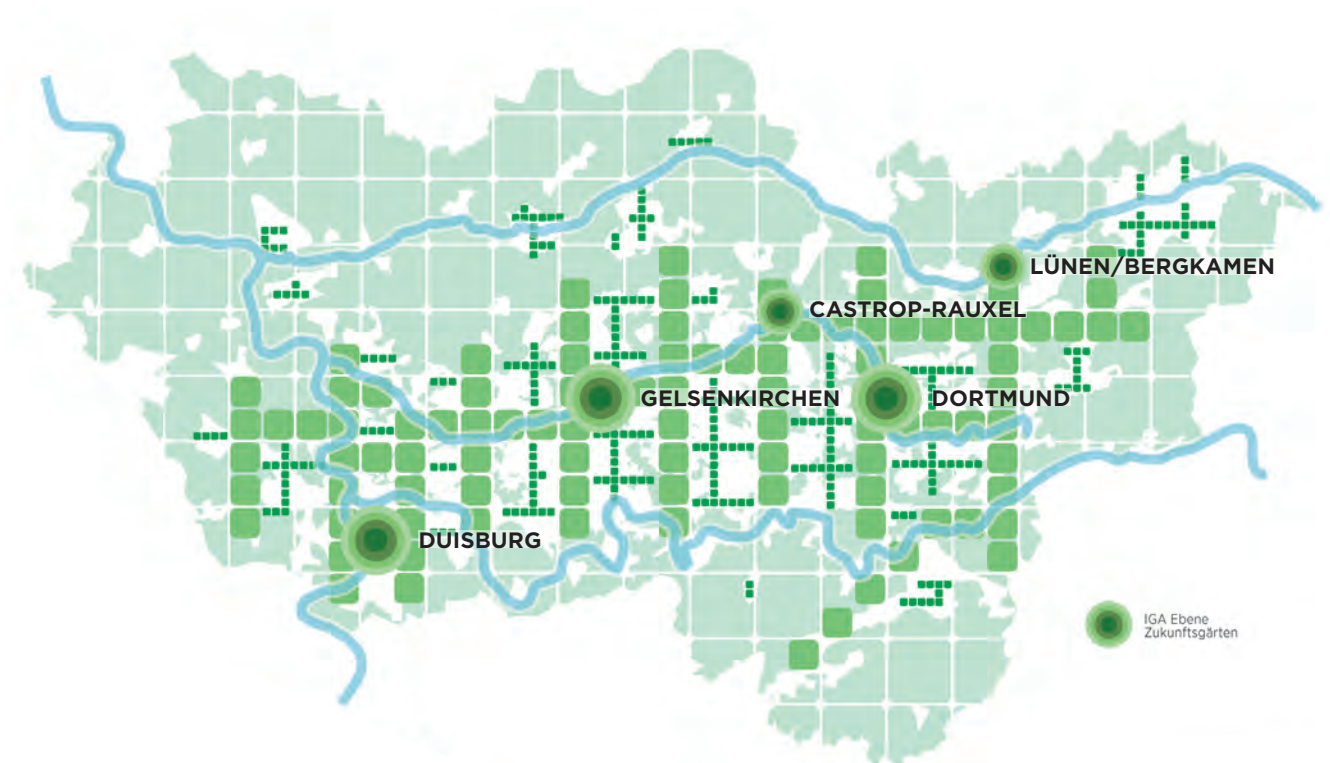 LÜNEN/BERGKAMEN
CASTROP-RAUXEL
GELSENKIRCHEN
DORTMUND
DUISBURG
IGA Ebene
Zukunftsgärten